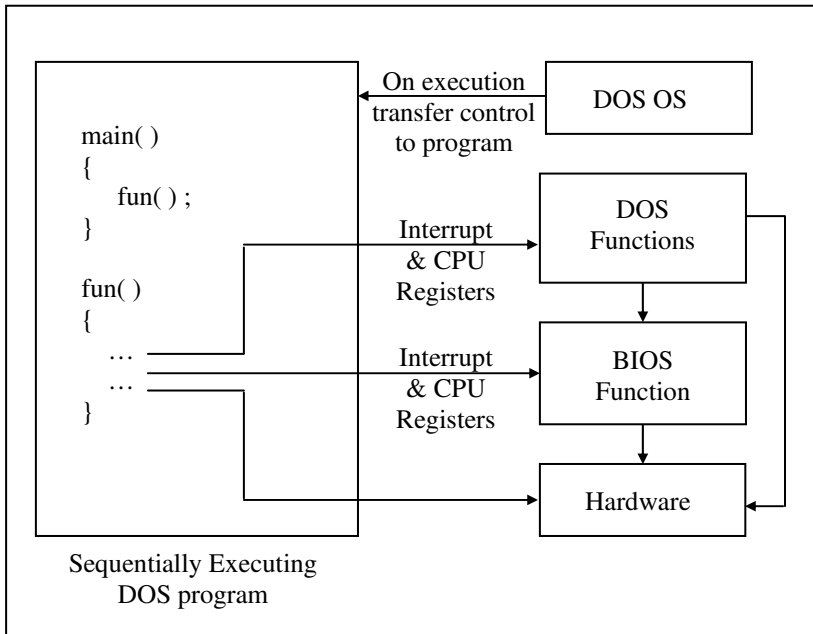 main( )
{
fun( ) ;
}
fun( )
{
…
…
}
Sequentially Executing
DOS program
On execution
transfer control
to program
DOS OS
Interrupt
& CPU
Registers
DOS
Functions
Interrupt
& CPU
Registers
BIOS
Function
Hardware